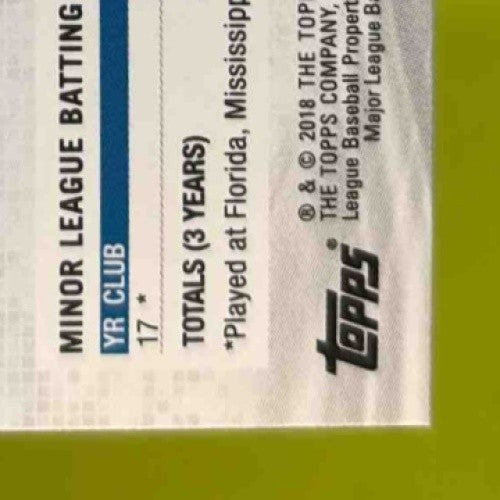 MINOR LEAGUE BATTING
YR CLUB
17 *
TOTALS (3 YEARS)
*Played at Florida, Mississipp
® & © 2018 THE TOP
THE TOPPS COMPANY,
League Baseball Propert
Major League Ba
topps®